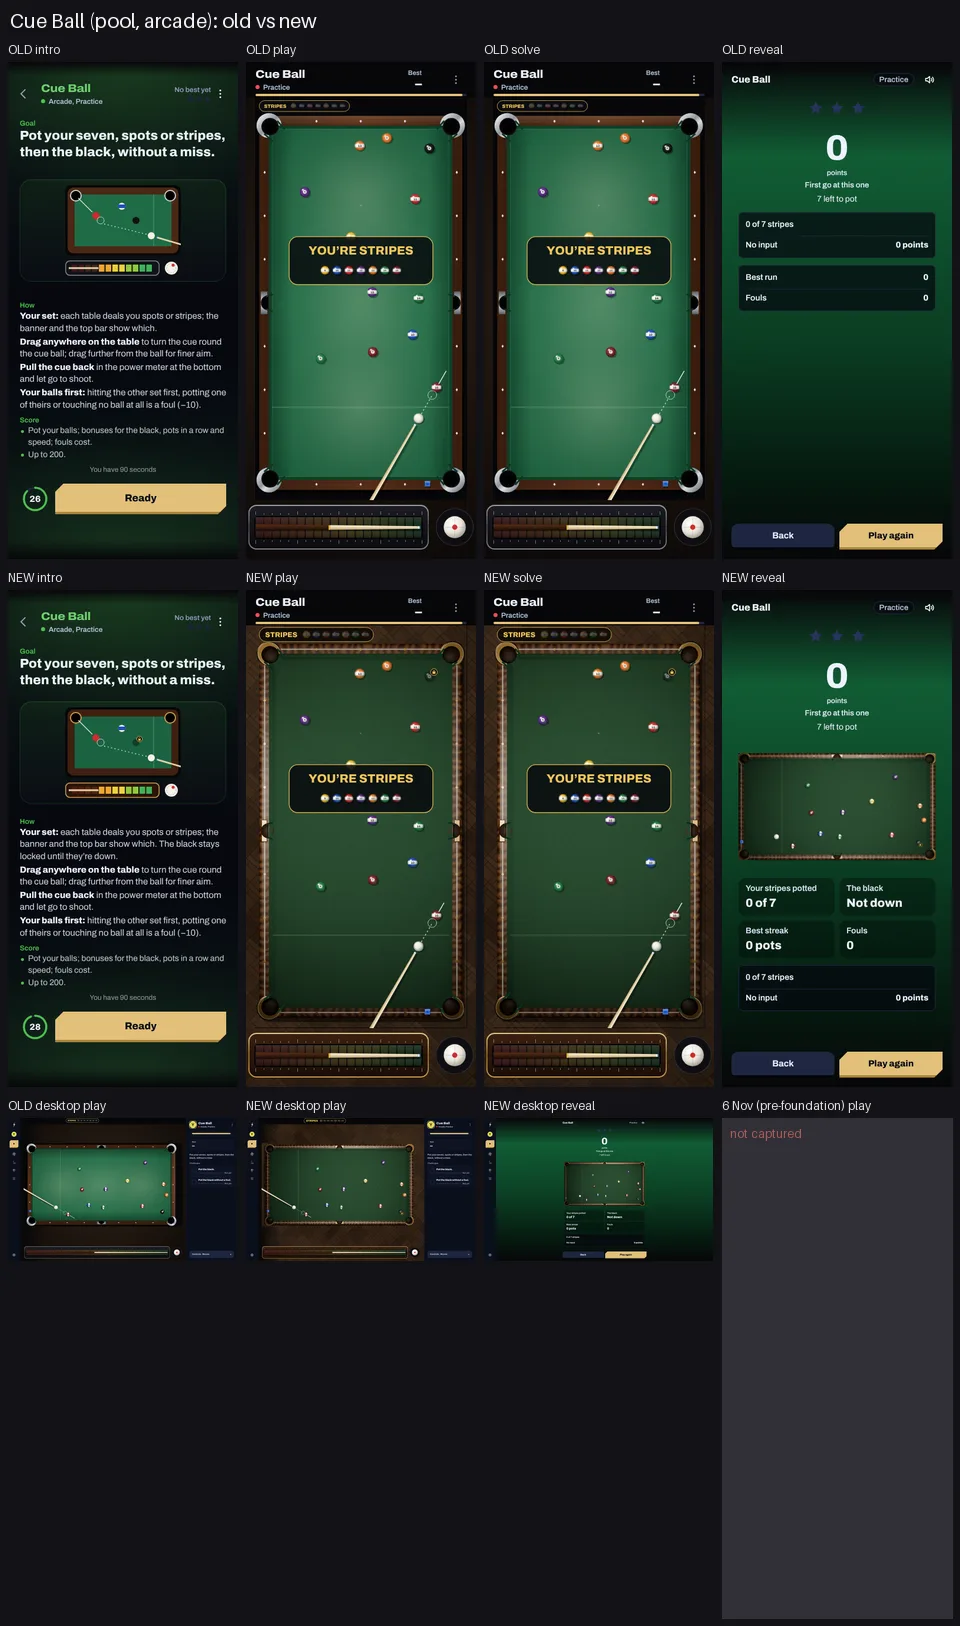 Cue Ball (pool, arcade): old vs new
OLD intro
OLD play
OLD solve
OLD reveal
Cue Ball
Arcade, Practice
No best yet
Goal
Pot your seven, spots or stripes,
then the black, without a miss.
How
Your set: each table deals you spots or stripes; the
banner and the top bar show which.
Drag anywhere on the table to turn the cue round
the cue ball; drag further from the ball for finer aim.
Pull the cue back in the power meter at the bottom
and let go to shoot.
Your balls first: hitting the other set first, potting one
of theirs or touching no ball at all is a foul (−10).
Score
Pot your balls; bonuses for the black, pots in a row and
speed; fouls cost.
Up to 200.
You have 90 seconds
26
Ready
Cue Ball
Practice
Best
STRIPES
YOU'RE STRIPES
Cue Ball
Practice
Best
STRIPES
YOU'RE STRIPES
Cue Ball
Practice
0
points
First go at this one
7 left to pot
0 of 7 stripes
No input
0 points
Best run
0
Fouls
0
Back
Play again
NEW intro
NEW play
NEW solve
NEW reveal
Cue Ball
Arcade, Practice
No best yet
Goal
Pot your seven, spots or stripes,
then the black, without a miss.
How
Your set: each table deals you spots or stripes; the
banner and the top bar show which. The black stays
locked until they're down.
Drag anywhere on the table to turn the cue round
the cue ball; drag further from the ball for finer aim.
Pull the cue back in the power meter at the bottom
and let go to shoot.
Your balls first: hitting the other set first, potting one
of theirs or touching no ball at all is a foul (−10).
Score
Pot your balls; bonuses for the black, pots in a row and
speed; fouls cost.
Up to 200.
You have 90 seconds
28
Ready
Cue Ball
Practice
Best
STRIPES
YOU'RE STRIPES
Cue Ball
Practice
Best
STRIPES
YOU'RE STRIPES
Cue Ball
Practice
0
points
First go at this one
7 left to pot
Your stripes potted
0 of 7
The black
Not down
Best streak
0 pots
Fouls
0
0 of 7 stripes
No input
0 points
Back
Play again
OLD desktop play
NEW desktop play
NEW desktop reveal
6 Nov (pre-foundation) play
Cue Ball
Cue Ball
0
not captured